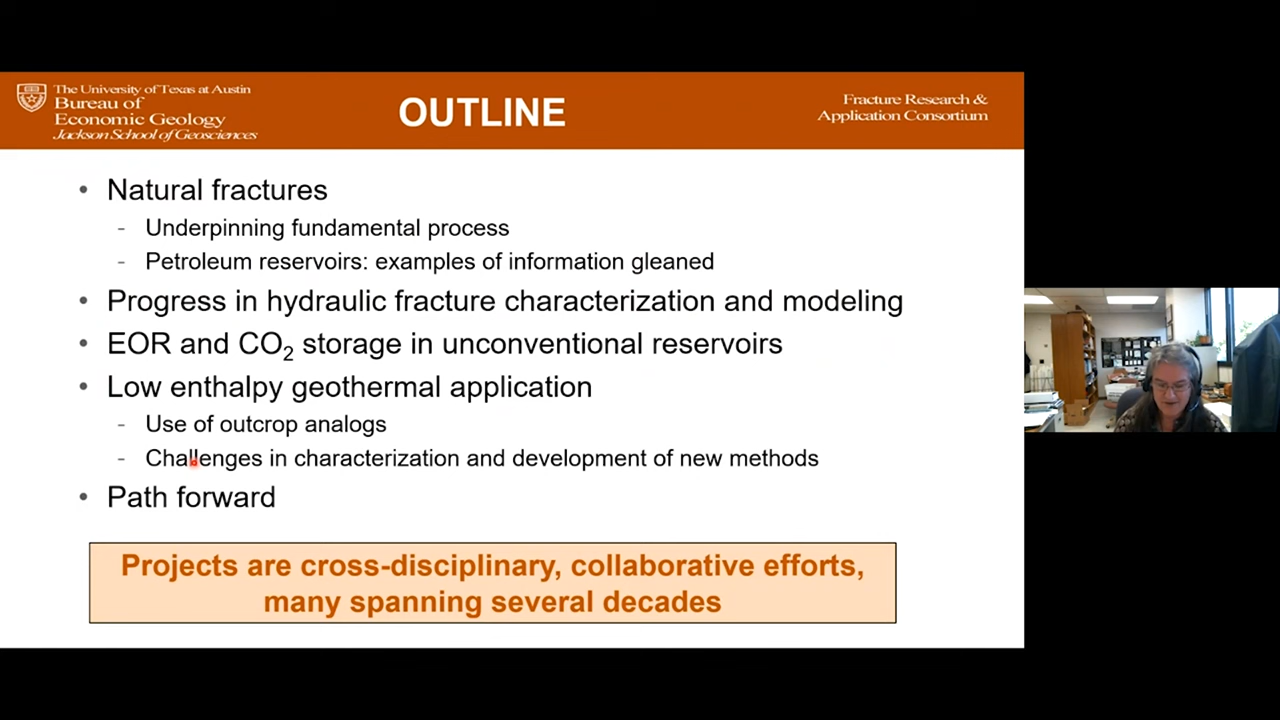 The University of Texas at Austin
Bureau of
Economic Geology
Jackson School of Geosciences
OUTLINE
Fracture Research &
Application Consortium
• Natural fractures
- Underpinning fundamental process
- Petroleum reservoirs: examples of information gleaned
• Progress in hydraulic fracture characterization and modeling
• EOR and CO2 storage in unconventional reservoirs
• Low enthalpy geothermal application
- Use of outcrop analogs
- Challenges in characterization and development of new methods
• Path forward
Projects are cross-disciplinary, collaborative efforts,
many spanning several decades